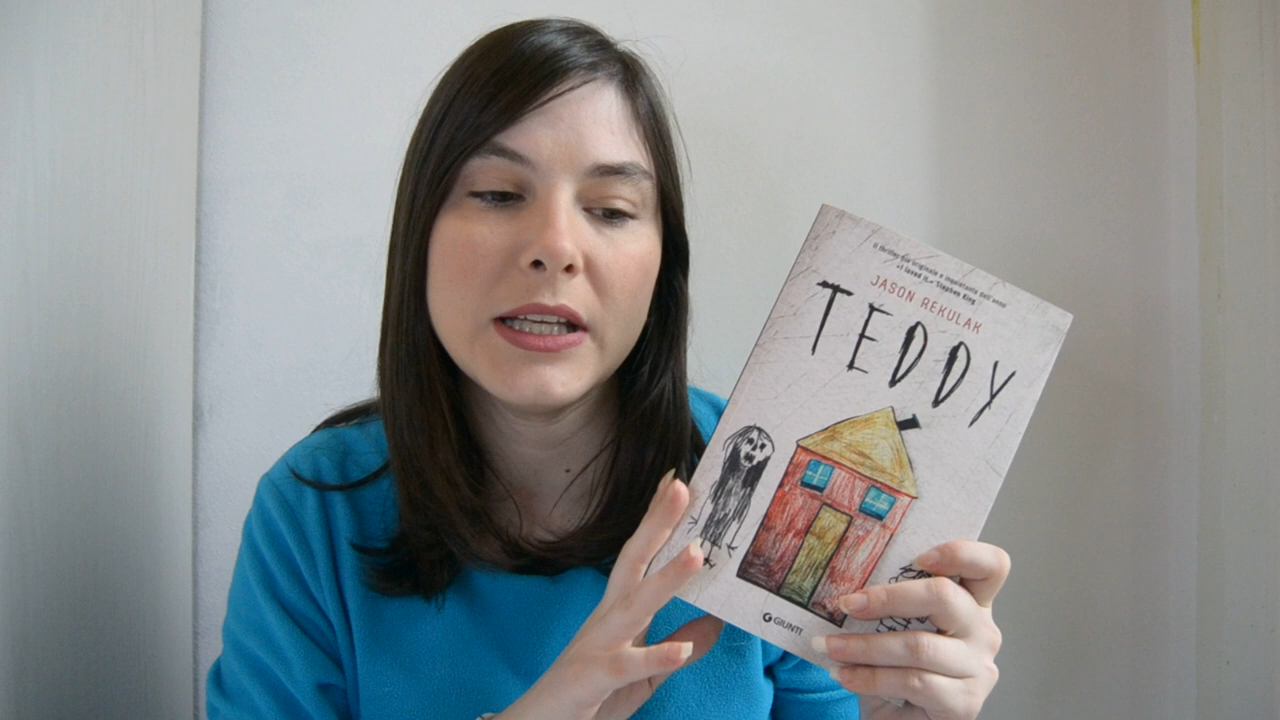 Il thriller più originale e inquietante dell'anno
«I loved it.» Stephen King
JASON REKULAK
TEDDY
GIUNTI